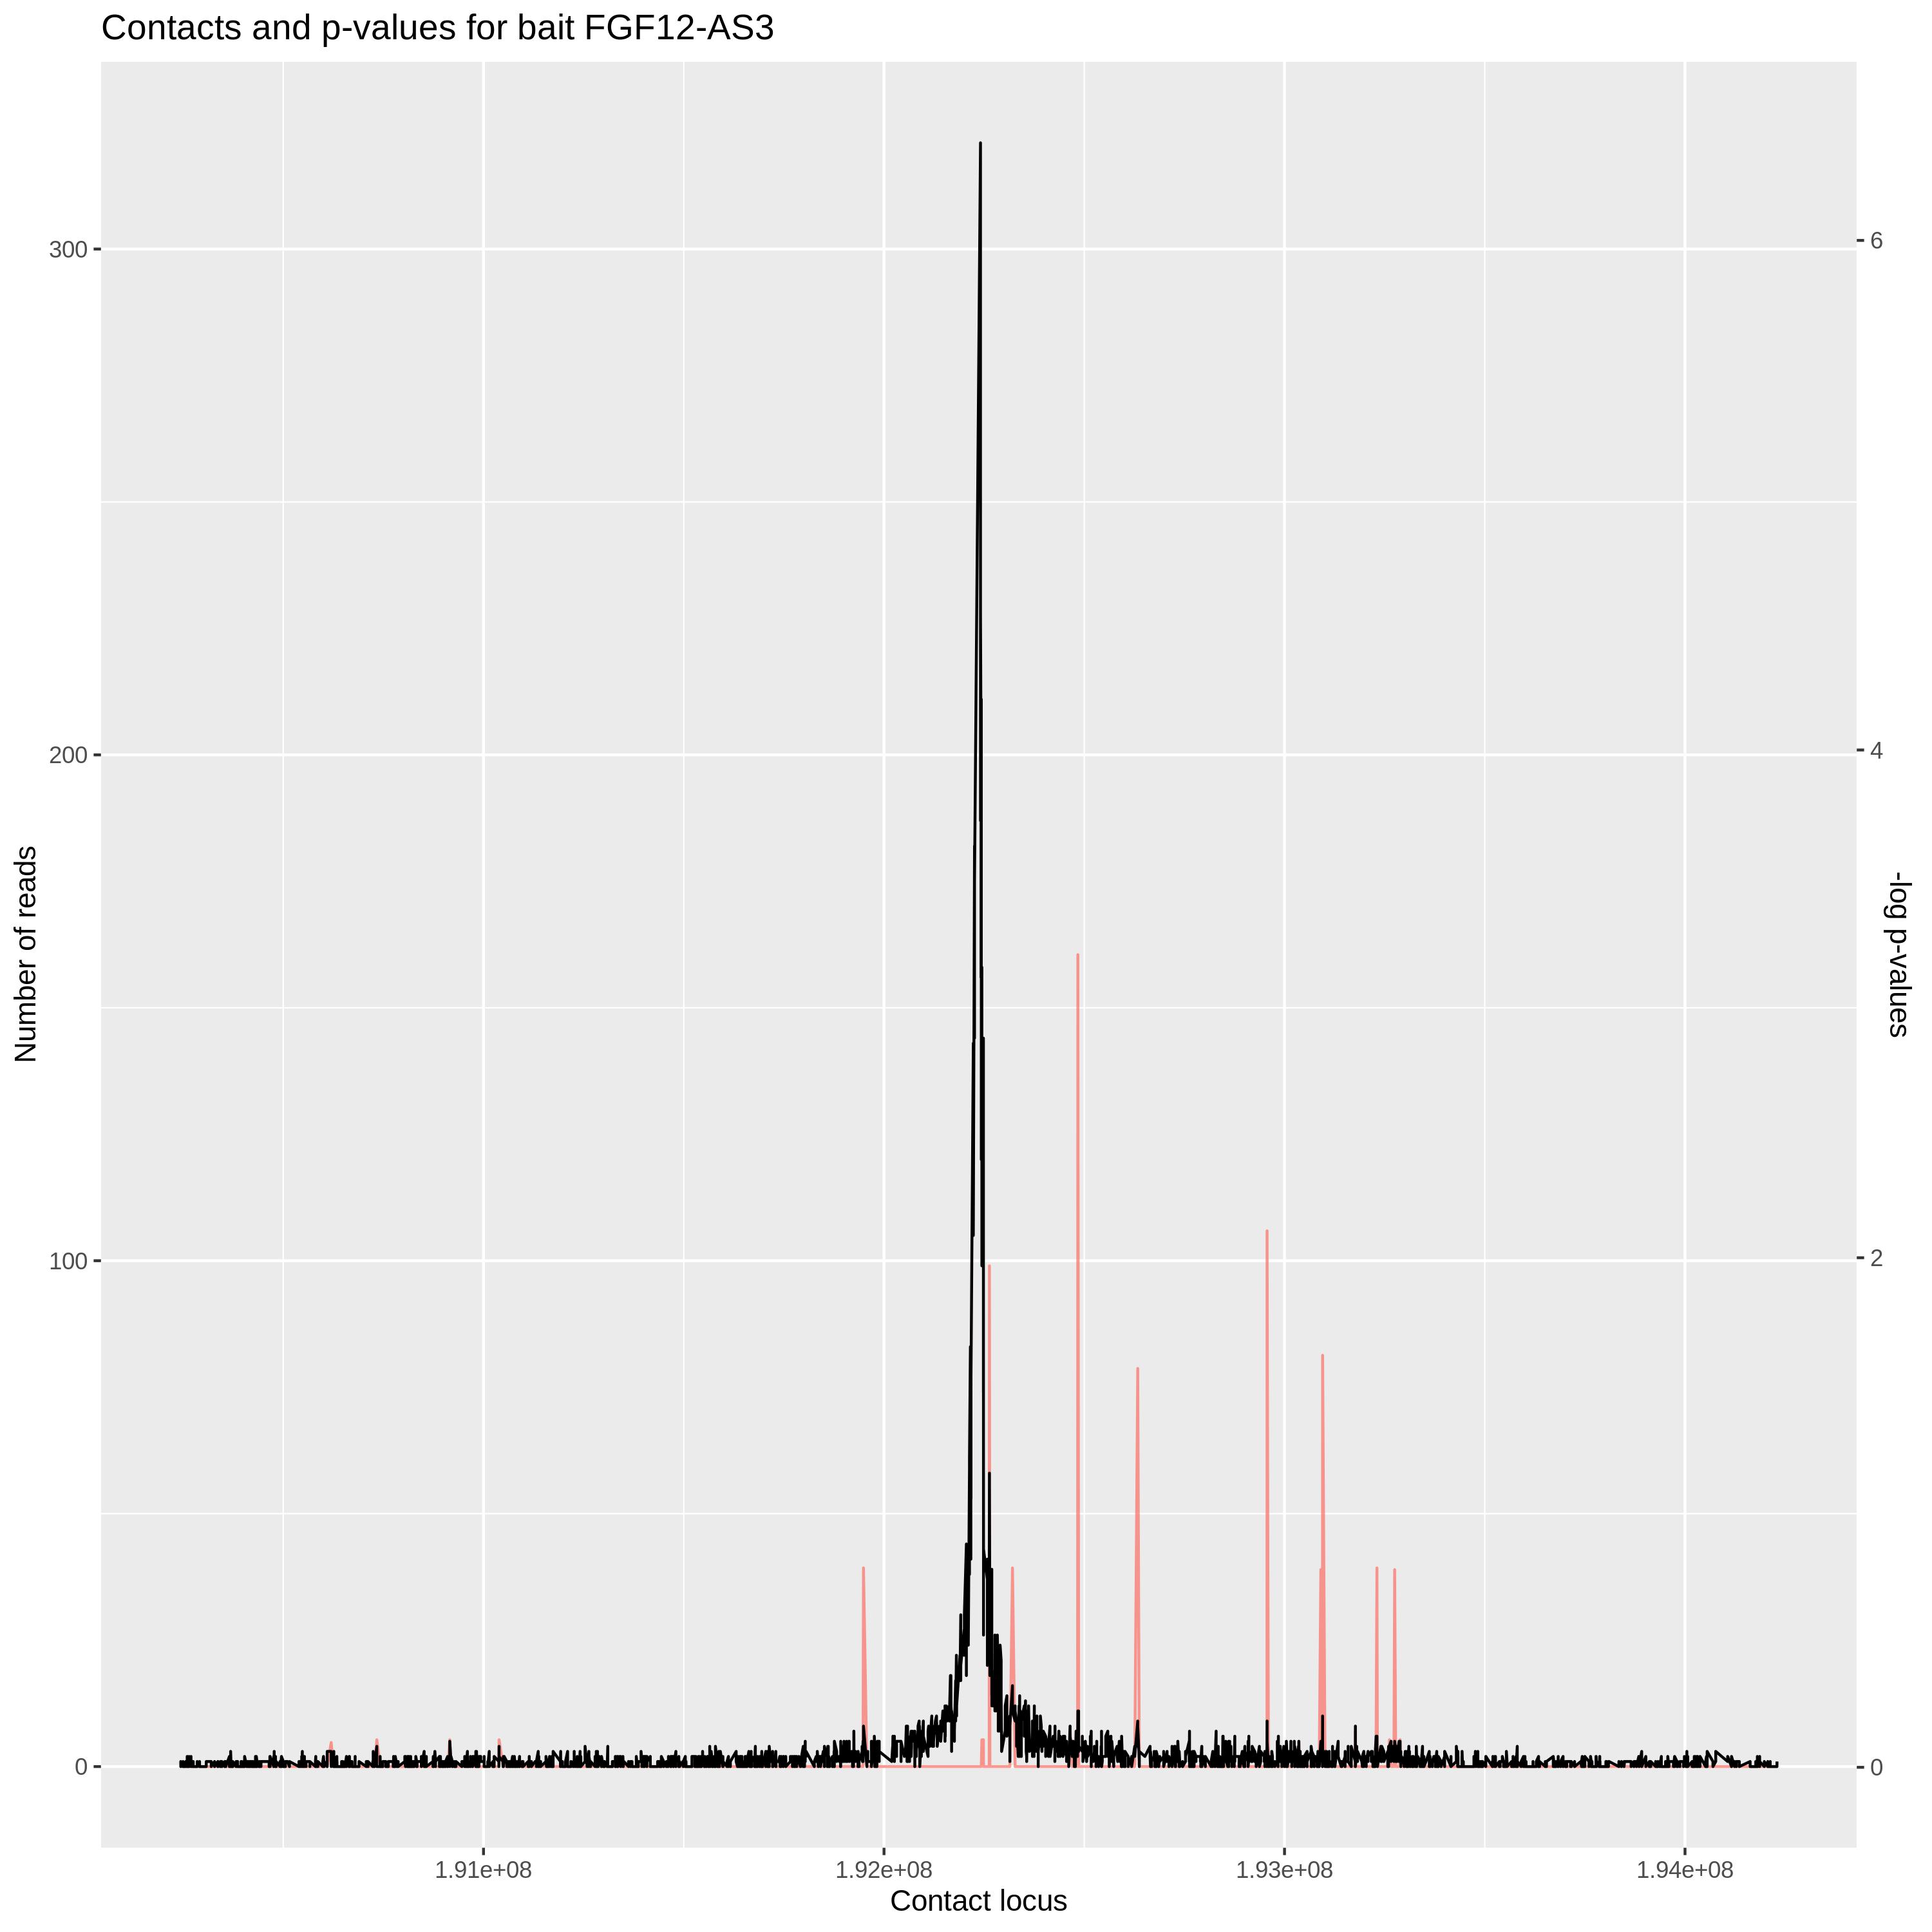 Contacts and p-values for bait FGF12-AS3
Number of reads
300
200
100
0
6
4
2
0
-log p-values
1.91e+08
1.92e+08
1.93e+08
1.94e+08
Contact locus